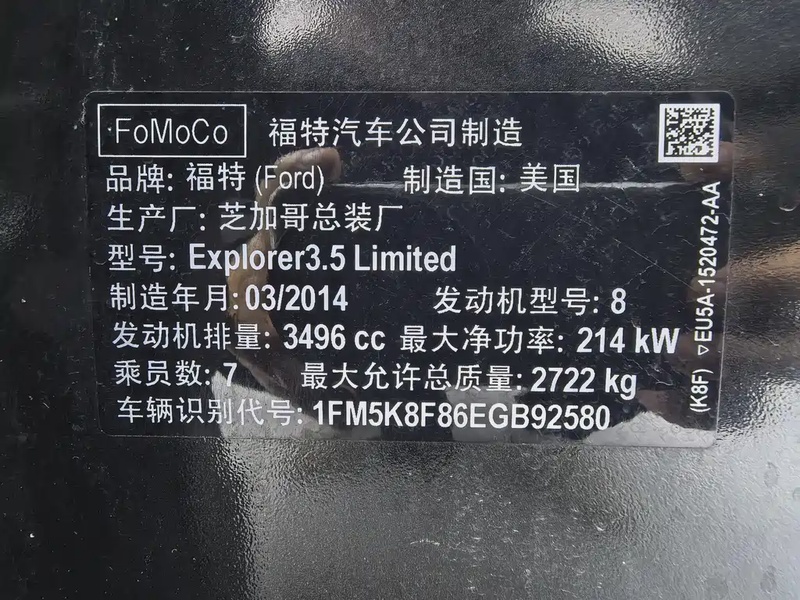 FoMoCo 福特汽车公司制造
品牌: 福特 (Ford) 制造国: 美国
生产厂: 芝加哥总装厂
型号: Explorer3.5 Limited
制造年月: 03/2014 发动机型号: 8
发动机排量: 3496 cc 最大净功率: 214 kW
乘员数: 7 最大允许总质量: 2722 kg
车辆识别代号: 1FM5K8F86EGB92580
(K8F) ▽EU5A-1520472-AA